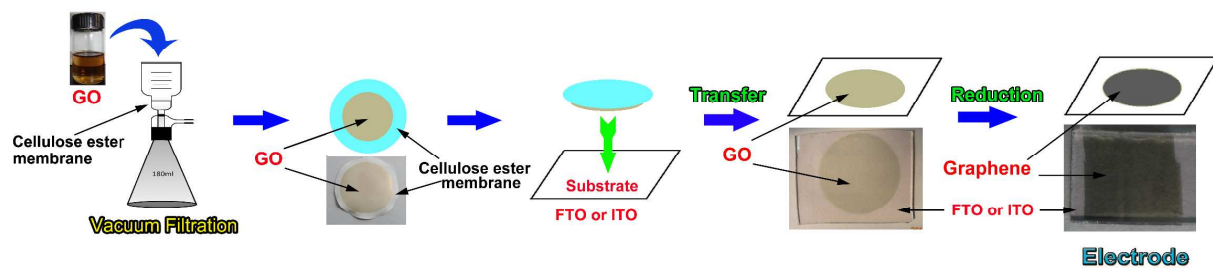 GO
Cellulose ester
membrane
180ml
Vacuum Filtration
GO
Cellulose ester
membrane
Substrate
FTO or ITO
Transfer
GO
Reduction
Graphene
FTO or ITO
Electrode